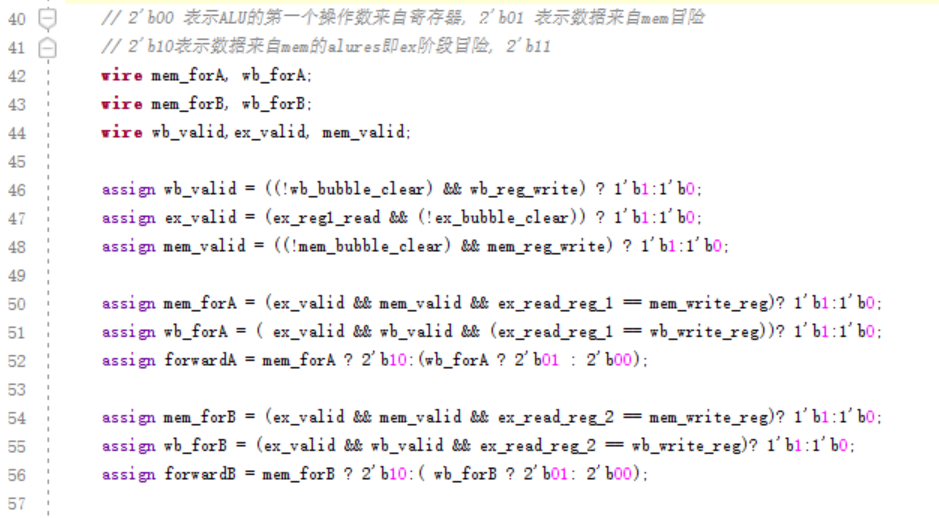 40 // 2'b00 表示ALU的第一个操作数来自寄存器, 2'b01 表示数据来自mem冒险
41 // 2'b10表示数据来自mem的alures即ex阶段冒险, 2'b11
42 wire mem_forA, wb_forA;
43 wire mem_forB, wb_forB;
44 wire wb_valid,ex_valid, mem_valid;
45
46 assign wb_valid = ((!wb_bubble_clear) && wb_reg_write) ? 1'b1:1'b0;
47 assign ex_valid = (ex_reg1_read && (!ex_bubble_clear)) ? 1'b1:1'b0;
48 assign mem_valid = ((!mem_bubble_clear) && mem_reg_write) ? 1'b1:1'b0;
49
50 assign mem_forA = (ex_valid && mem_valid && ex_read_reg_1 == mem_write_reg)? 1'b1:1'b0;
51 assign wb_forA = ( ex_valid && wb_valid && (ex_read_reg_1 == wb_write_reg))? 1'b1:1'b0;
52 assign forwardA = mem_forA ? 2'b10:(wb_forA ? 2'b01 : 2'b00);
53
54 assign mem_forB = (ex_valid && mem_valid && ex_read_reg_2 == mem_write_reg)? 1'b1:1'b0;
55 assign wb_forB = (ex_valid && wb_valid && ex_read_reg_2 == wb_write_reg)? 1'b1:1'b0;
56 assign forwardB = mem_forB ? 2'b10:( wb_forB ? 2'b01: 2'b00);
57